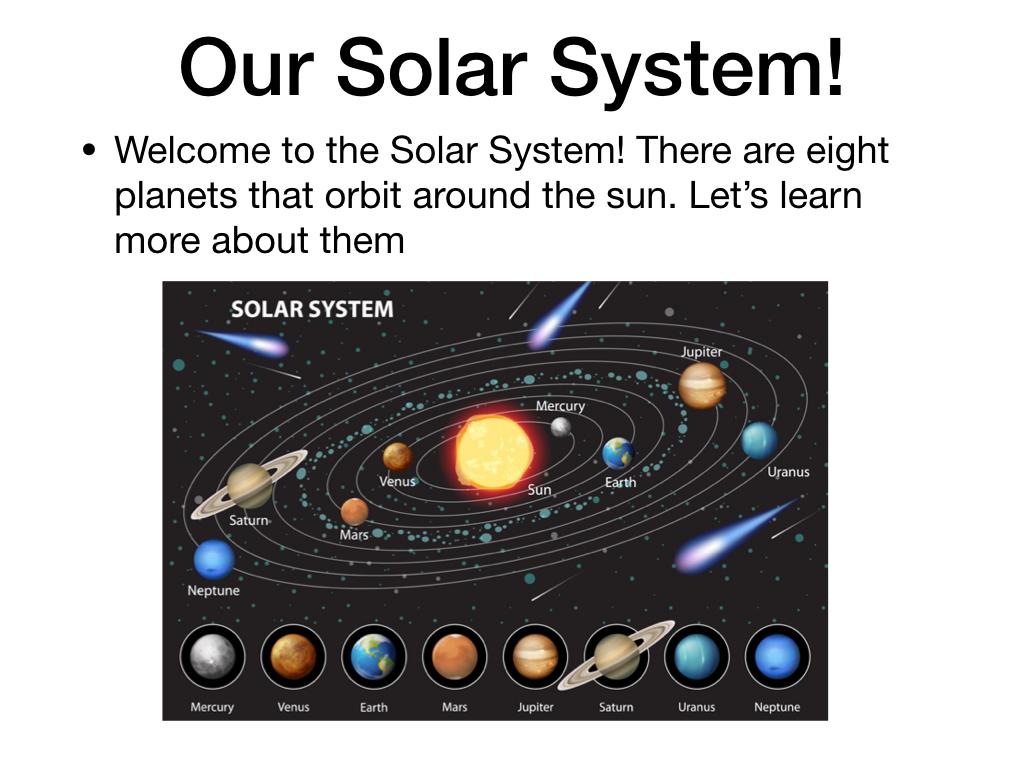 Our Solar System!
• Welcome to the Solar System! There are eight
planets that orbit around the sun. Let’s learn
more about them
SOLAR SYSTEM
Jupiter
Mercury
Uranus
Venus
Earth
Sun
Saturn
Mars
Neptune
Mercury Venus Earth Mars Jupiter Saturn Uranus Neptune